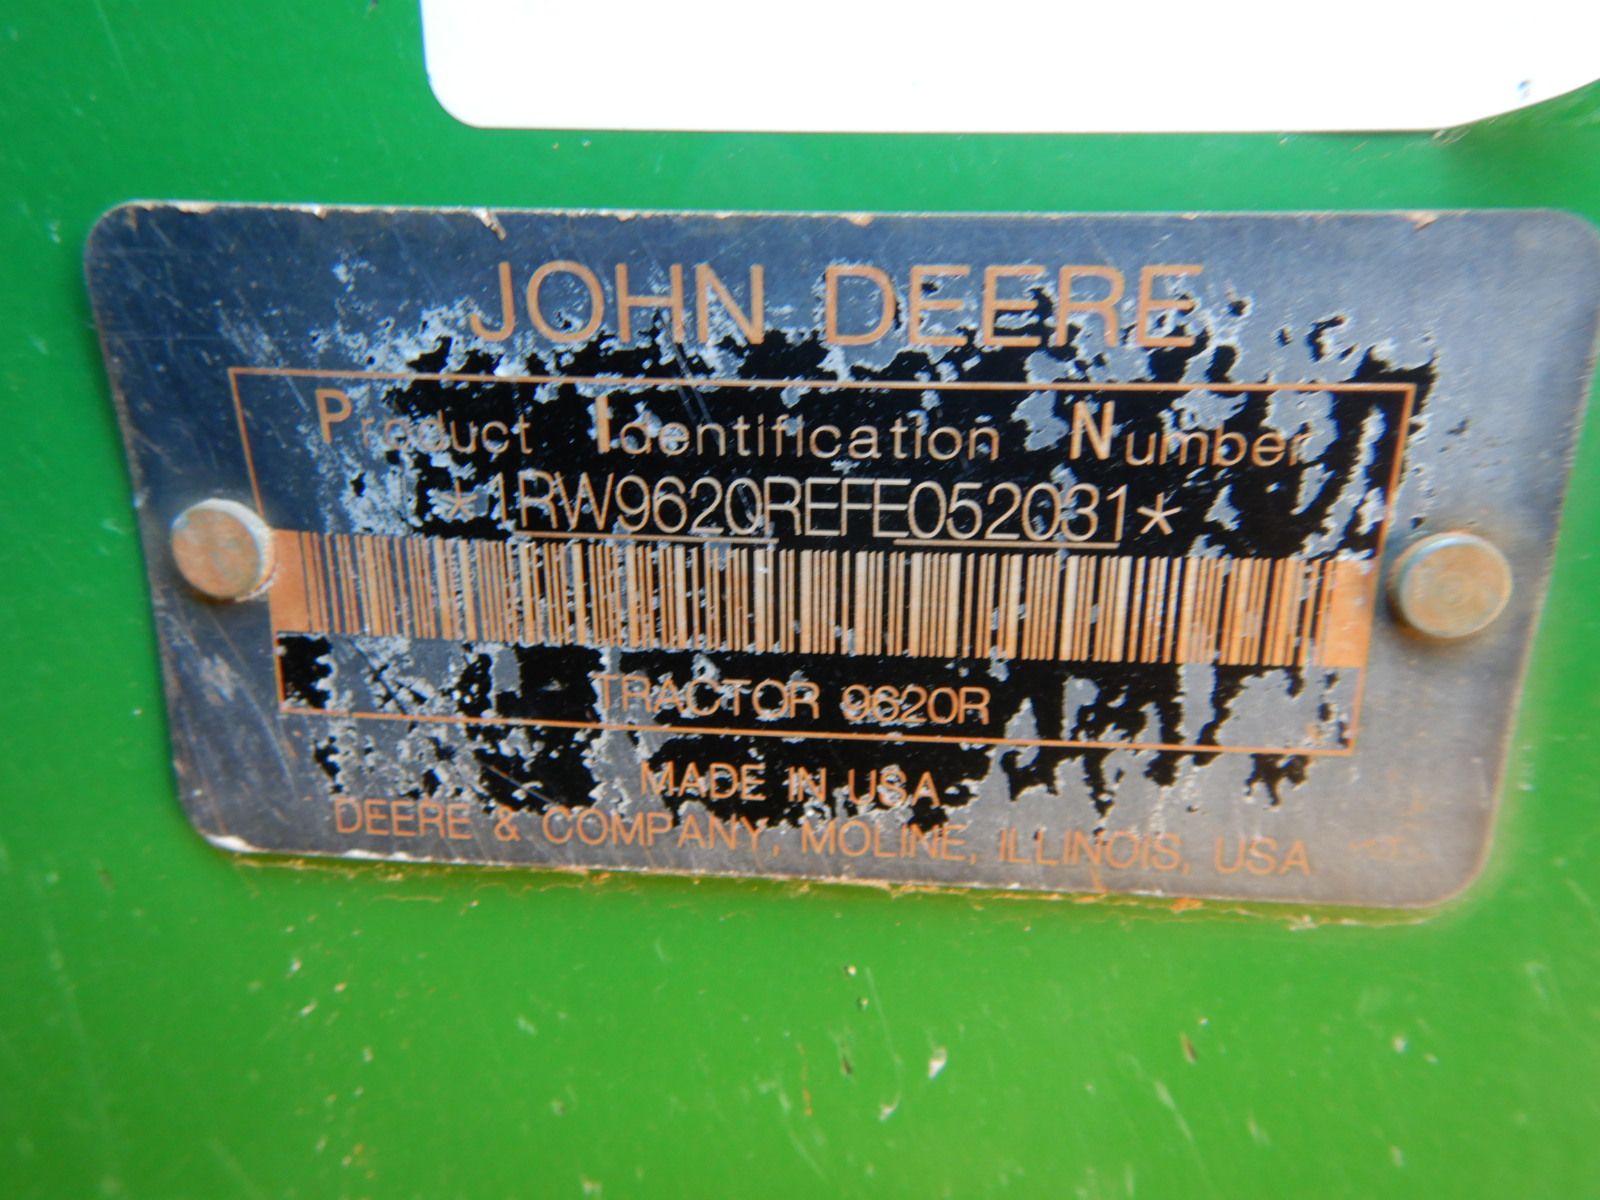 JOHN DEERE
Product Identification Number
*1RW9620REFE052031*
TRACTOR 9620R
MADE IN USA
DEERE & COMPANY, MOLINE, ILLINOIS, USA